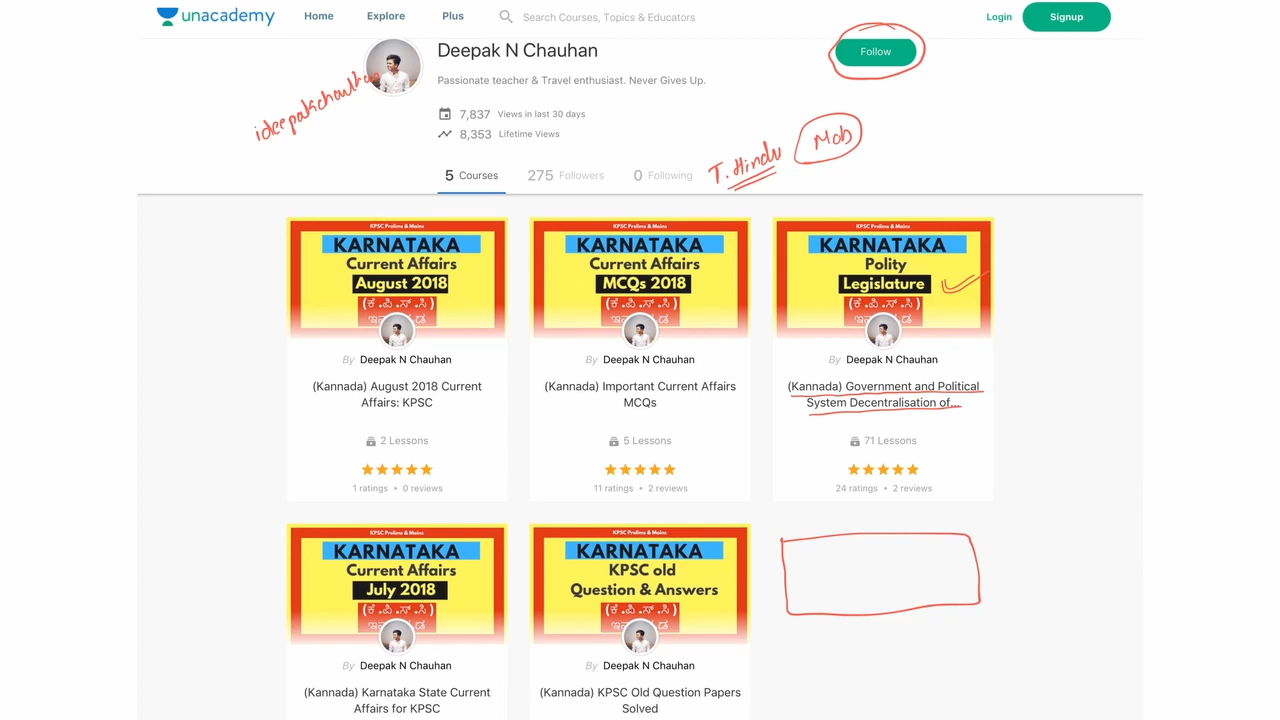 unacademy Home Explore Plus Search Courses, Topics & Educators Login Signup
Deepak N Chauhan
Follow
Passionate teacher & Travel enthusiast. Never Gives Up.
ideepakchauhan
7,837 Views in last 30 days
8,353 Lifetime Views
Mob
T. Hindu
5 Courses 275 Followers 0 Following
KPSC Prelims & Mains
KARNATAKA
Current Affairs
August 2018
(ಕೆ.ಪಿ.ಎಸ್.ಸಿ)
By Deepak N Chauhan
(Kannada) August 2018 Current
Affairs: KPSC
2 Lessons
1 ratings • 0 reviews
KPSC Prelims & Mains
KARNATAKA
Current Affairs
MCQs 2018
(ಕೆ.ಪಿ.ಎಸ್.ಸಿ)
By Deepak N Chauhan
(Kannada) Important Current Affairs
MCQs
5 Lessons
11 ratings • 2 reviews
KPSC Prelims & Mains
KARNATAKA
Polity
Legislature
(ಕೆ.ಪಿ.ಎಸ್.ಸಿ)
By Deepak N Chauhan
(Kannada) Government and Political
System Decentralisation of...
71 Lessons
24 ratings • 2 reviews
KPSC Prelims & Mains
KARNATAKA
Current Affairs
July 2018
(ಕೆ.ಪಿ.ಎಸ್.ಸಿ)
By Deepak N Chauhan
(Kannada) Karnataka State Current
Affairs for KPSC
KPSC Prelims & Mains
KARNATAKA
KPSC old
Question & Answers
(ಕೆ.ಪಿ.ಎಸ್.ಸಿ)
By Deepak N Chauhan
(Kannada) KPSC Old Question Papers
Solved